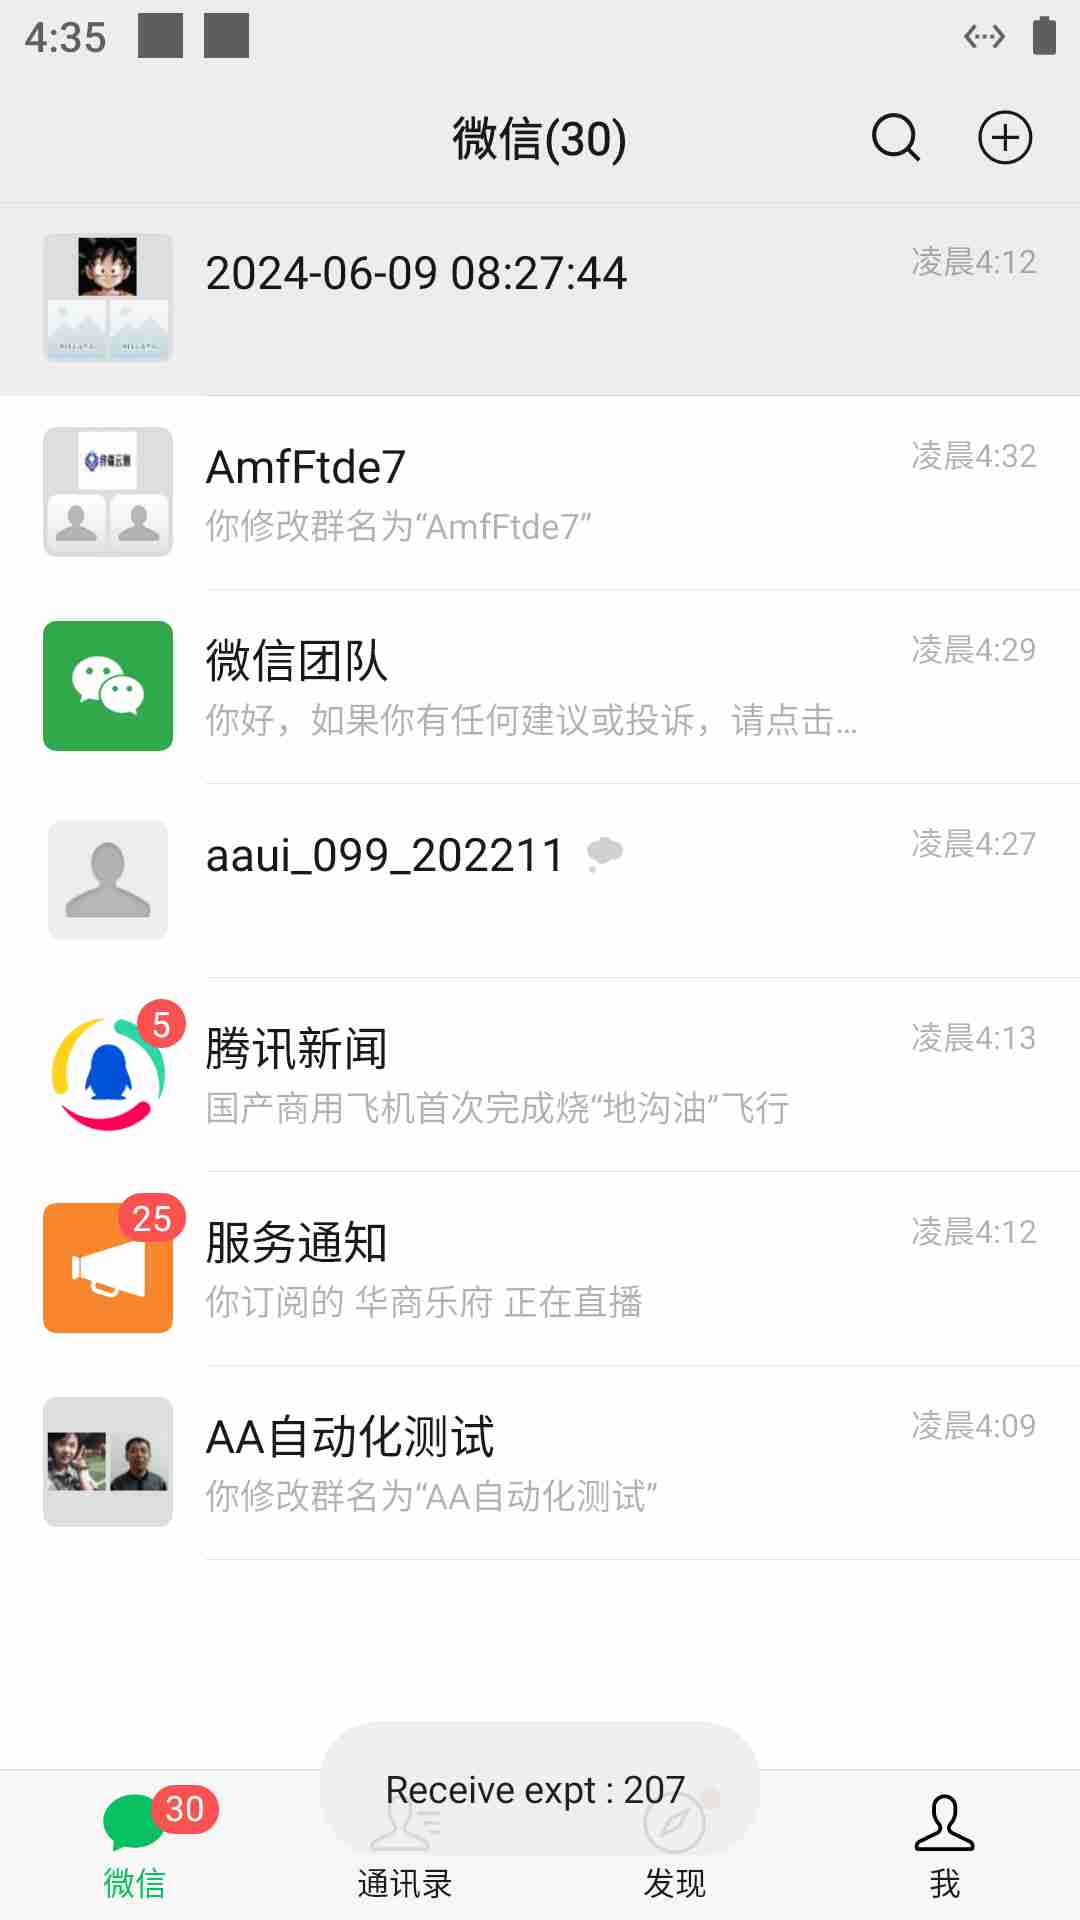 4:35
微信(30)
2024-06-09 08:27:44
凌晨4:12
AmfFtde7
凌晨4:32
你修改群名为“AmfFtde7”
微信团队
凌晨4:29
你好，如果你有任何建议或投诉，请点击...
aaui_099_202211
凌晨4:27
5
腾讯新闻
凌晨4:13
国产商用飞机首次完成烧“地沟油”飞行
25
服务通知
凌晨4:12
你订阅的 华商乐府 正在直播
AA自动化测试
凌晨4:09
你修改群名为“AA自动化测试”
Receive expt : 207
30
微信
通讯录
发现
我